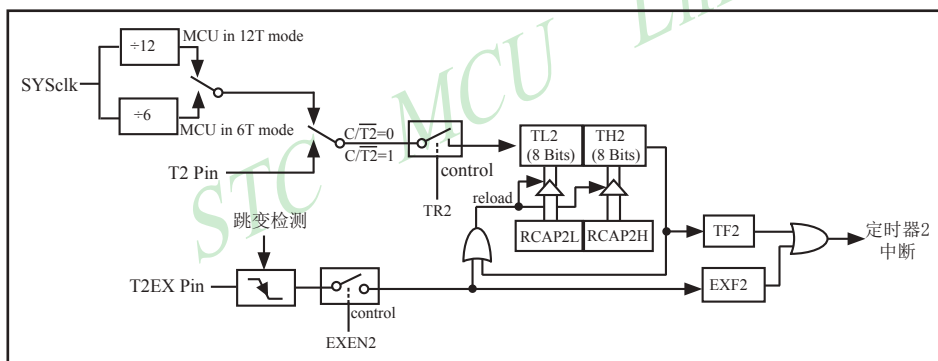 STC MCU Lim
÷12
MCU in 12T mode
SYSclk
÷6
MCU in 6T mode
C/T2=0
C/T2=1
T2 Pin
control
TR2
TL2
(8 Bits)
TH2
(8 Bits)
reload
RCAP2L
RCAP2H
跳变检测
T2EX Pin
control
EXEN2
TF2
EXF2
定时器2
中断